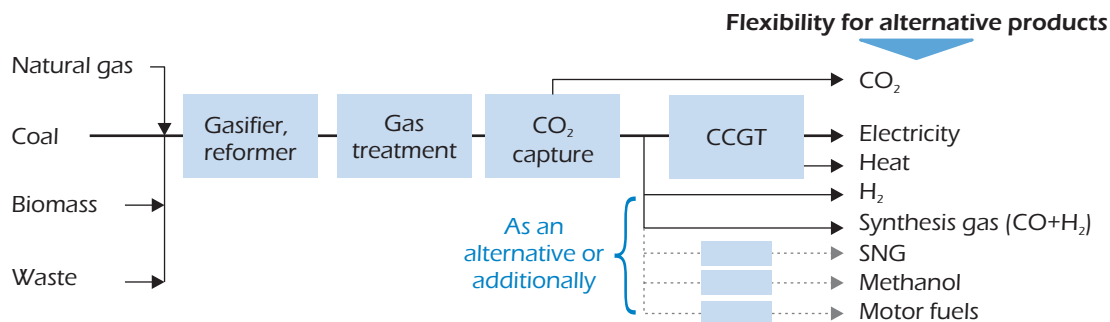 Flexibility for alternative products
Natural gas
Coal
Biomass
Waste
Gasifier,
reformer
Gas
treatment
CO₂
capture
CCGT
As an
alternative or
additionally
CO₂
Electricity
Heat
H₂
Synthesis gas (CO+H₂)
SNG
Methanol
Motor fuels